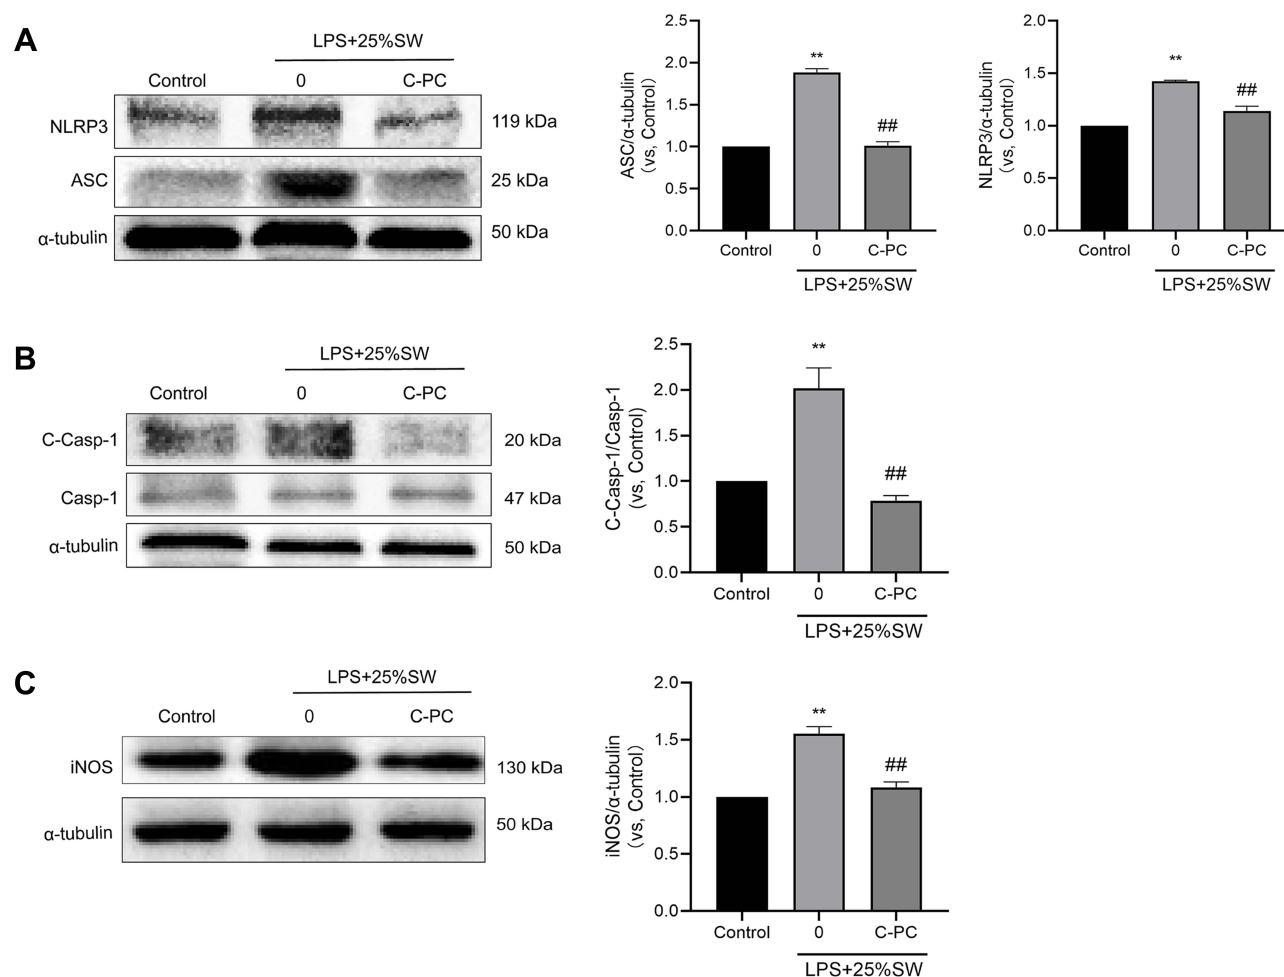 A
LPS+25%SW
Control 0 C-PC
NLRP3 119 kDa
ASC 25 kDa
α-tubulin 50 kDa
ASC/α-tubulin
(vs, Control)
2.5
2.0
1.5
1.0
0.5
0.0
**
##
Control 0 C-PC
LPS+25%SW
NLRP3/α-tubulin
(vs, Control)
2.0
1.5
1.0
0.5
0.0
**
##
Control 0 C-PC
LPS+25%SW
B
LPS+25%SW
Control 0 C-PC
C-Casp-1 20 kDa
Casp-1 47 kDa
α-tubulin 50 kDa
C-Casp-1/Casp-1
(vs, Control)
2.5
2.0
1.5
1.0
0.5
0.0
**
##
Control 0 C-PC
LPS+25%SW
C
LPS+25%SW
Control 0 C-PC
iNOS 130 kDa
α-tubulin 50 kDa
iNOS/α-tubulin
(vs, Control)
2.0
1.5
1.0
0.5
0.0
**
##
Control 0 C-PC
LPS+25%SW